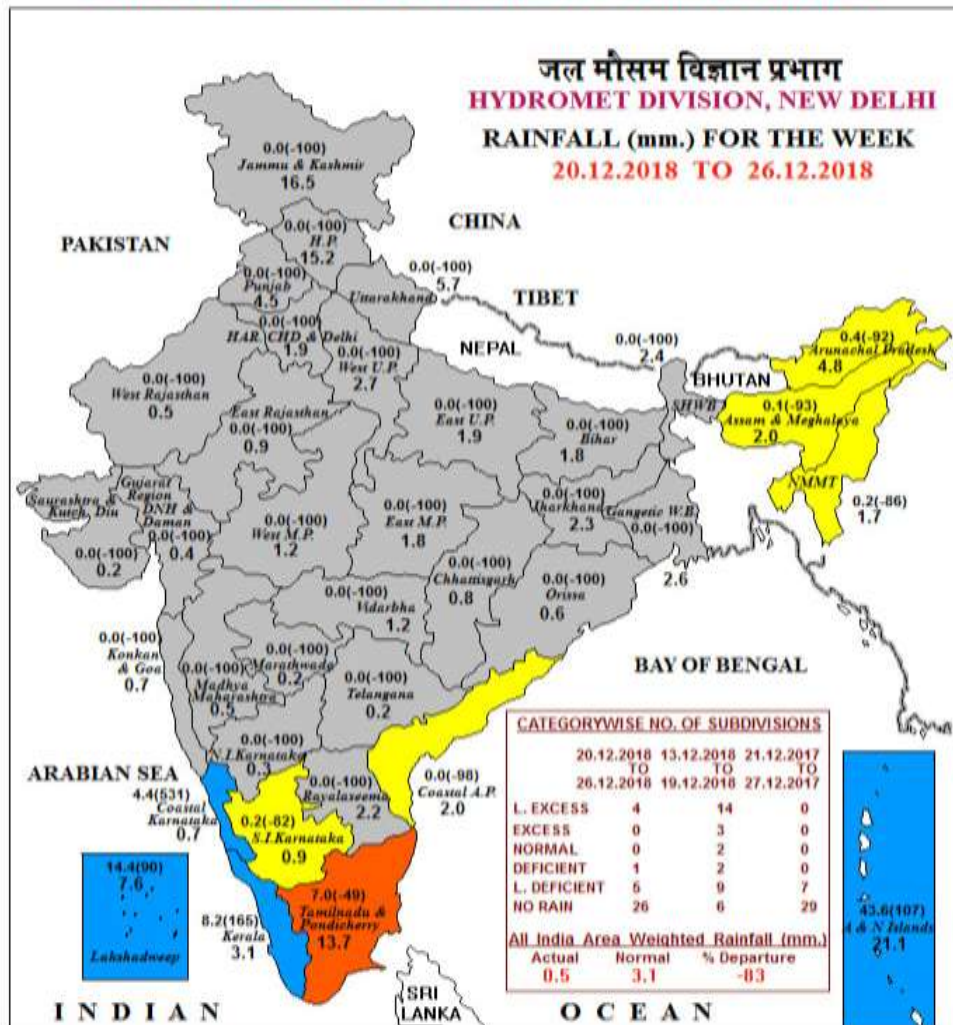 जल मौसम विज्ञान प्रभाग
HYDROMET DIVISION, NEW DELHI
RAINFALL (mm.) FOR THE WEEK
20.12.2018 TO 26.12.2018
0.0(-100)
Jammu & Kashmir
16.5
CHINA
PAKISTAN
0.0(-100)
H.P.
15.2
0.0(-100)
Punjab
4.5
0.0(-100)
5.7
Uttarakhand
TIBET
0.0(-100)
HAR. CHD & Delhi
1.9
NEPAL
0.0(-100)
West U.P.
2.7
0.0(-100)
2.4
SHWB
BHUTAN
0.4(-92)
Arunachal Pradesh
4.8
0.1(-93)
Assam & Meghalaya
2.0
NMMT
0.2(-86)
1.7
0.0(-100)
West Rajasthan
0.5
East Rajasthan
0.0(-100)
0.9
0.0(-100)
East U.P.
1.9
0.0(-100)
Bihar
1.8
Saurashtra &
Kutch, Diu
0.0(-100)
0.2
Gujarat
Region
DNH &
Daman
0.0(-100)
0.4
0.0(-100)
West M.P.
1.2
0.0(-100)
East M.P.
1.8
0.0(-100)
Jharkhand
2.3
Gangetic W.B.
0.0(-100)
2.6
0.0(-100)
Chhattisgarh
0.8
0.0(-100)
Orissa
0.6
0.0(-100)
Vidarbha
1.2
0.0(-100)
Konkan
& Goa
0.7
0.0(-100)
Madhya
Maharashtra
0.5
0.0(-100)
Marathwada
0.2
0.0(-100)
Telangana
0.2
BAY OF BENGAL
0.0(-100)
N.I.Karnataka
0.3
ARABIAN SEA
4.4(531)
Coastal
Karnataka
0.7
0.0(-100)
Rayalaseema
2.2
0.0(-98)
Coastal A.P.
2.0
0.2(-82)
S.I.Karnataka
0.9
14.4(90)
7.6
Lakshadweep
8.2(165)
Kerala
3.1
7.0(-49)
Tamilnadu &
Pondicherry
13.7
43.6(107)
A & N Islands
21.1
CATEGORYWISE NO. OF SUBDIVISIONS
20.12.2018 13.12.2018 21.12.2017
TO TO TO
26.12.2018 19.12.2018 27.12.2017
L. EXCESS 4 14 0
EXCESS 0 3 0
NORMAL 0 2 0
DEFICIENT 1 2 0
L. DEFICIENT 5 9 7
NO RAIN 26 6 29
All India Area Weighted Rainfall (mm.)
Actual Normal % Departure
0.5 3.1 -83
SRI
LANKA
INDIAN OCEAN